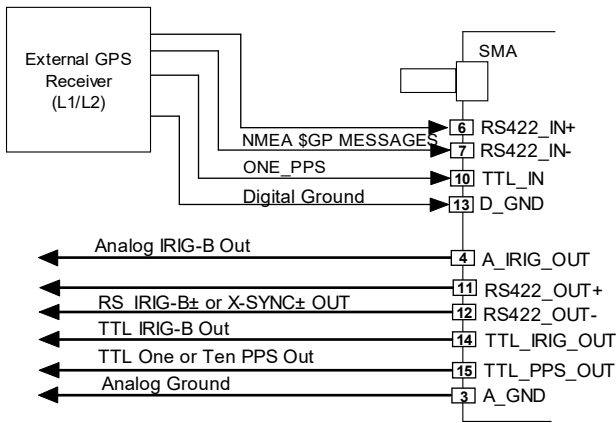 External GPS
Receiver
(L1/L2)
SMA
6 RS422_IN+
NMEA $GP MESSAGES
7 RS422_IN-
ONE_PPS
10 TTL_IN
Digital Ground
13 D_GND
Analog IRIG-B Out
4 A_IRIG_OUT
11 RS422_OUT+
RS IRIG-B± or X-SYNC± OUT
12 RS422_OUT-
TTL IRIG-B Out
14 TTL_IRIG_OUT
TTL One or Ten PPS Out
15 TTL_PPS_OUT
Analog Ground
3 A_GND